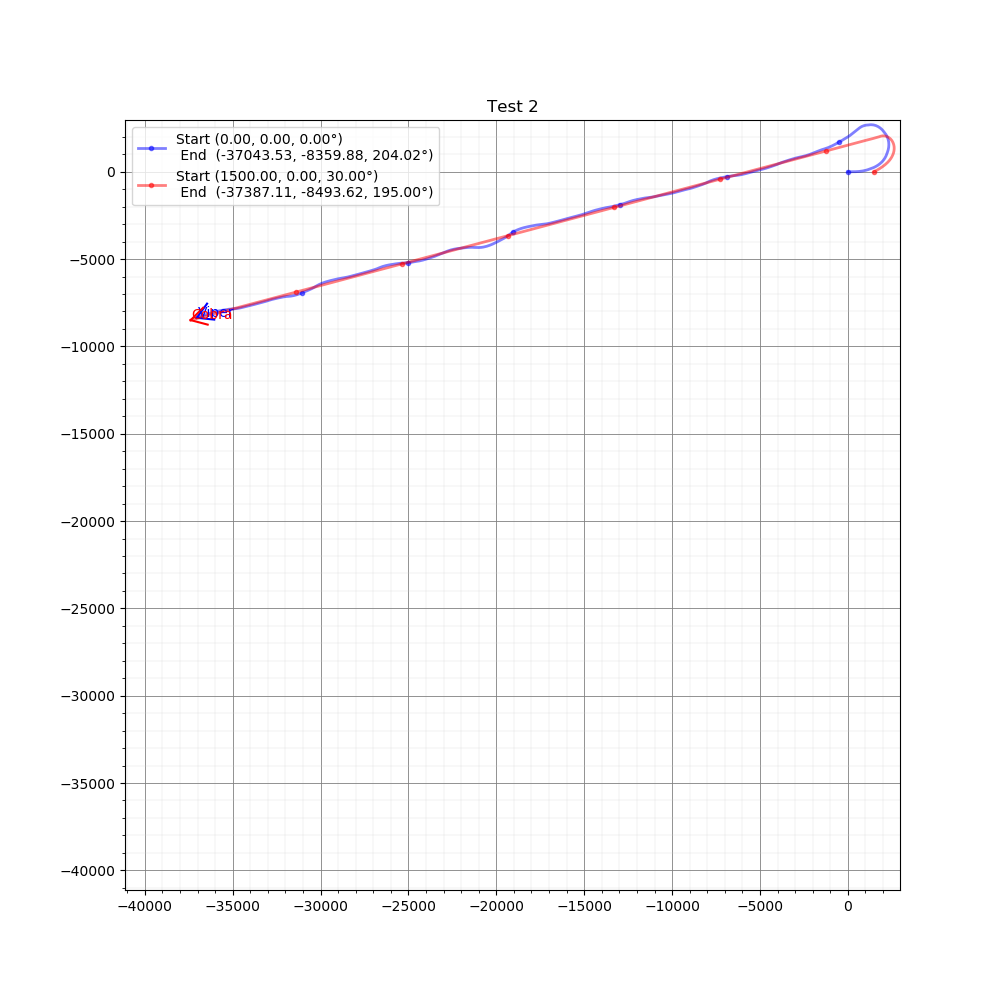 Test 2
Start (0.00, 0.00, 0.00°)
End (-37043.53, -8359.88, 204.02°)
Start (1500.00, 0.00, 30.00°)
End (-37387.11, -8493.62, 195.00°)
0
−5000
−10000
−15000
−20000
−25000
−30000
−35000
−40000
−40000 −35000 −30000 −25000 −20000 −15000 −10000 −5000 0